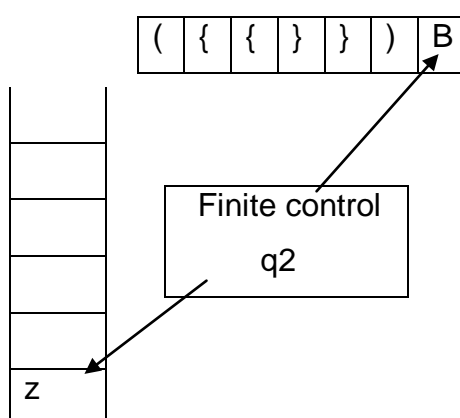 ( { { } } ) B
Finite control
q2
z